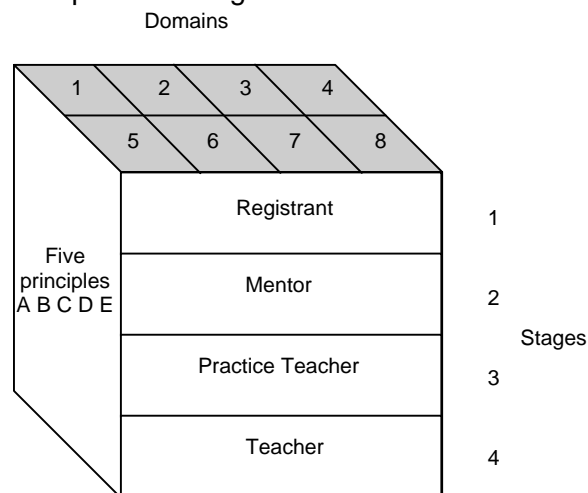 Domains
1 2 3 4
5 6 7 8
Registrant
1
Five
principles
A B C D E
Mentor
2
Stages
Practice Teacher
3
Teacher
4